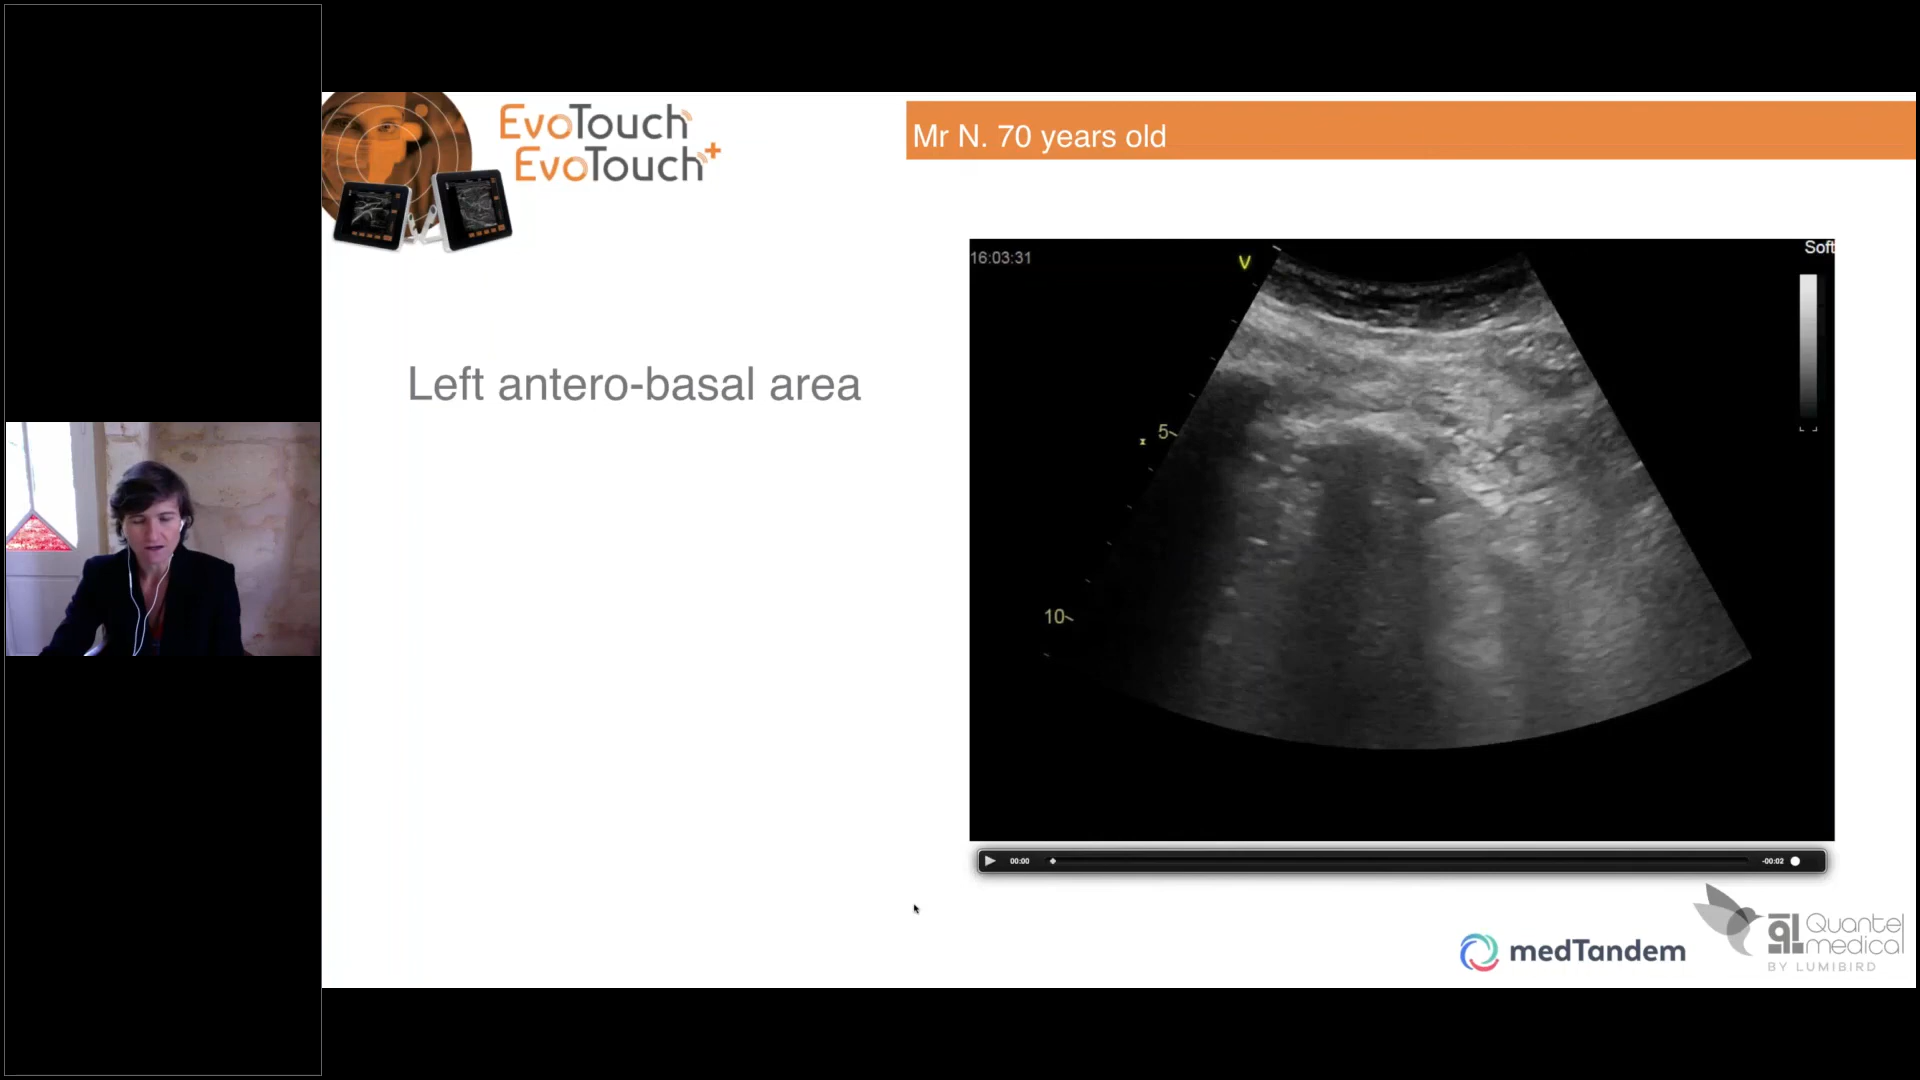 EvoTouch
EvoTouch+
Mr N. 70 years old
Left antero-basal area
16:03:31
V
Soft
5
10
00:00
-00:02
medTandem
Quantel
medical
BY LUMIBIRD